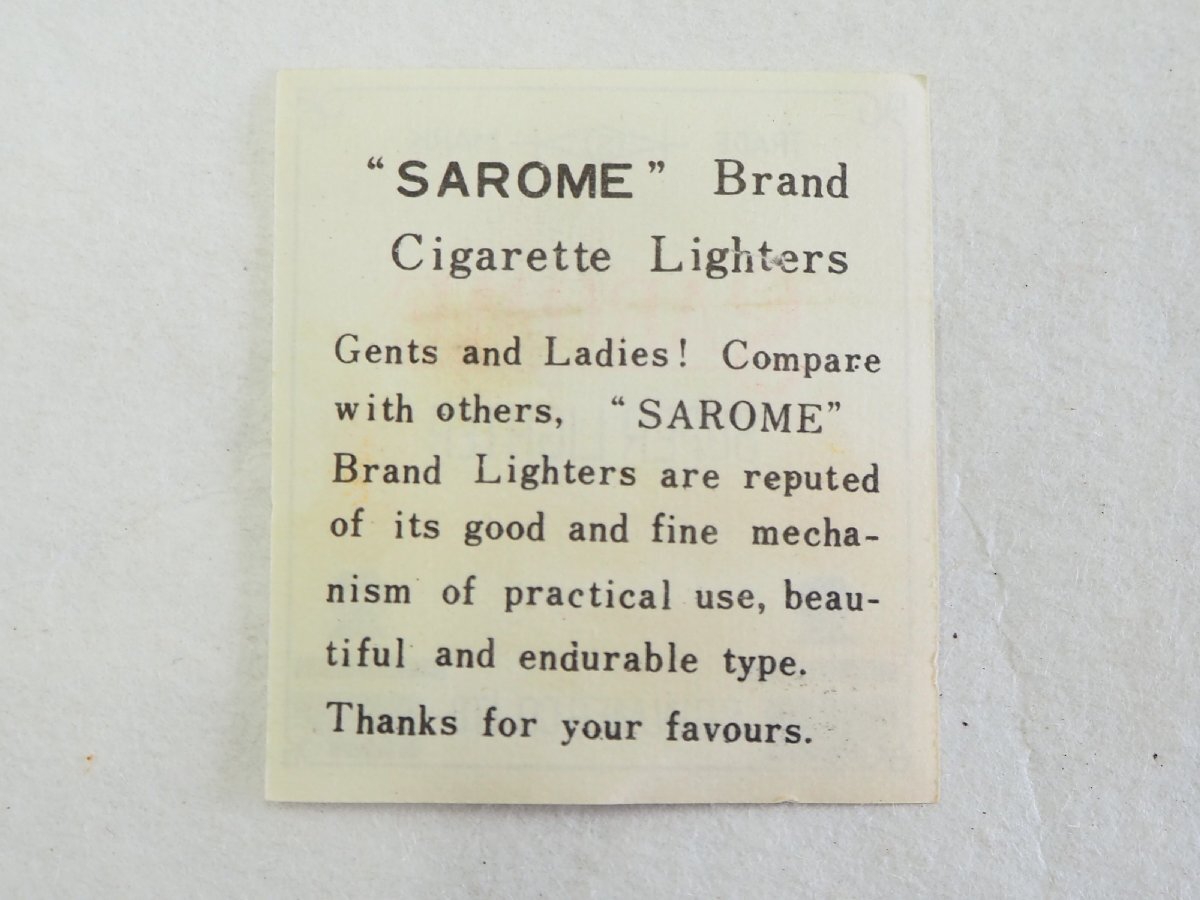 “SAROME” Brand
Cigarette Lighters
Gents and Ladies! Compare
with others, “SAROME”
Brand Lighters are reputed
of its good and fine mecha-
nism of practical use, beau-
tiful and endurable type.
Thanks for your favours.